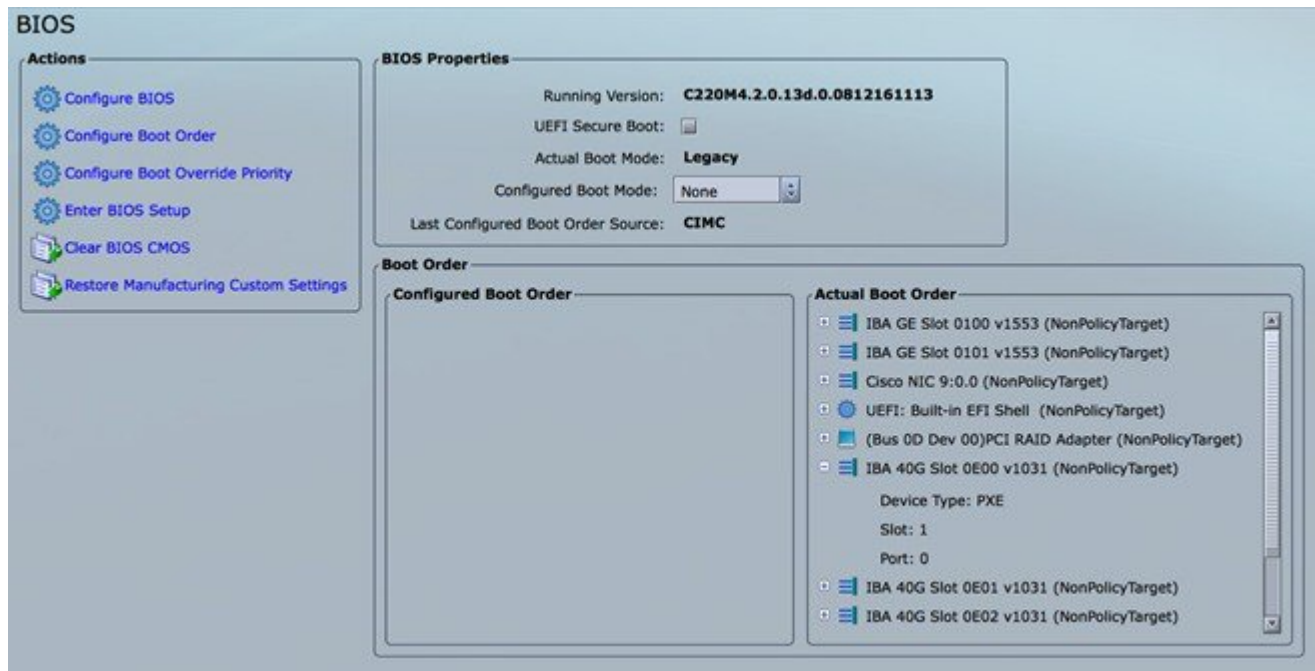 BIOS
Actions
Configure BIOS
Configure Boot Order
Configure Boot Override Priority
Enter BIOS Setup
Clear BIOS CMOS
Restore Manufacturing Custom Settings
BIOS Properties
Running Version: C220M4.2.0.13d.0.0812161113
UEFI Secure Boot:
Actual Boot Mode: Legacy
Configured Boot Mode: None
Last Configured Boot Order Source: CIMC
Boot Order
Configured Boot Order
Actual Boot Order
IBA GE Slot 0100 v1553 (NonPolicyTarget)
IBA GE Slot 0101 v1553 (NonPolicyTarget)
Cisco NIC 9:0.0 (NonPolicyTarget)
UEFI: Built-in EFI Shell (NonPolicyTarget)
(Bus 0D Dev 00)PCI RAID Adapter (NonPolicyTarget)
IBA 40G Slot 0E00 v1031 (NonPolicyTarget)
Device Type: PXE
Slot: 1
Port: 0
IBA 40G Slot 0E01 v1031 (NonPolicyTarget)
IBA 40G Slot 0E02 v1031 (NonPolicyTarget)